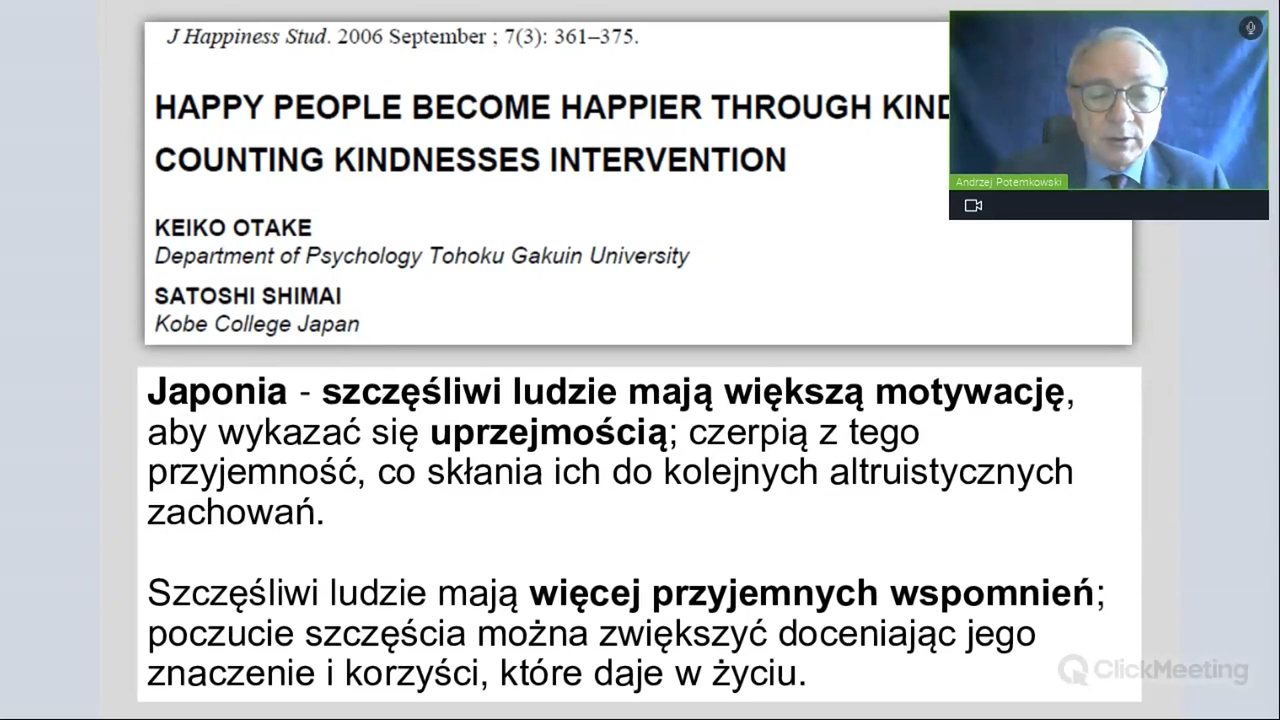 J Happiness Stud. 2006 September ; 7(3): 361–375.
HAPPY PEOPLE BECOME HAPPIER THROUGH
COUNTING KINDNESSES INTERVENTION
KEIKO OTAKE
Department of Psychology Tohoku Gakuin University
SATOSHI SHIMAI
Kobe College Japan
Andrzej Potemkowski
Japonia - szczęśliwi ludzie mają większą motywację,
aby wykazać się uprzejmością; czerpią z tego
przyjemność, co skłania ich do kolejnych altruistycznych
zachowań.
Szczęśliwi ludzie mają więcej przyjemnych wspomnień;
poczucie szczęścia można zwiększyć doceniając jego
znaczenie i korzyści, które daje w życiu.
ClickMeeting